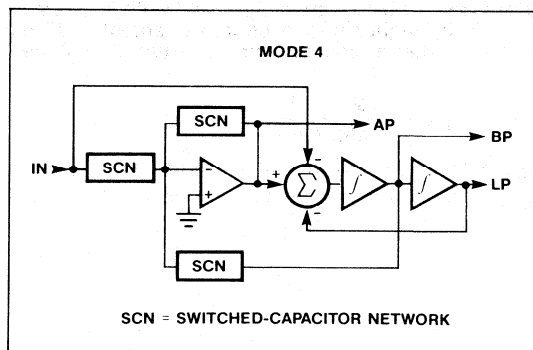 MODE 4
SCN
AP
BP
IN
SCN
Σ
∫
∫
LP
SCN
SCN = SWITCHED-CAPACITOR NETWORK